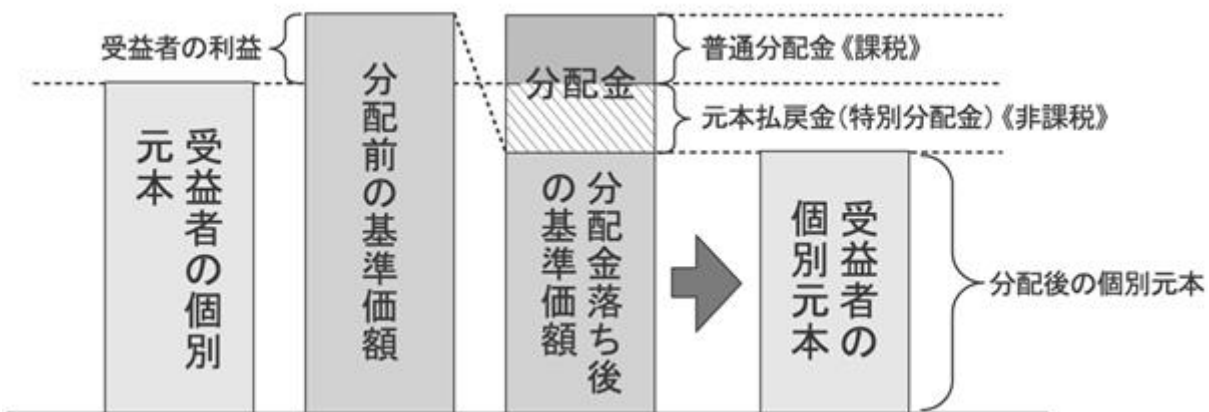 受益者の利益
受益者の個別
元本
分配前の基準価額
分配金
分配金落ち後
の基準価額
普通分配金《課税》
元本払戻金(特別分配金)《非課税》
受益者の
個別元本
分配後の個別元本